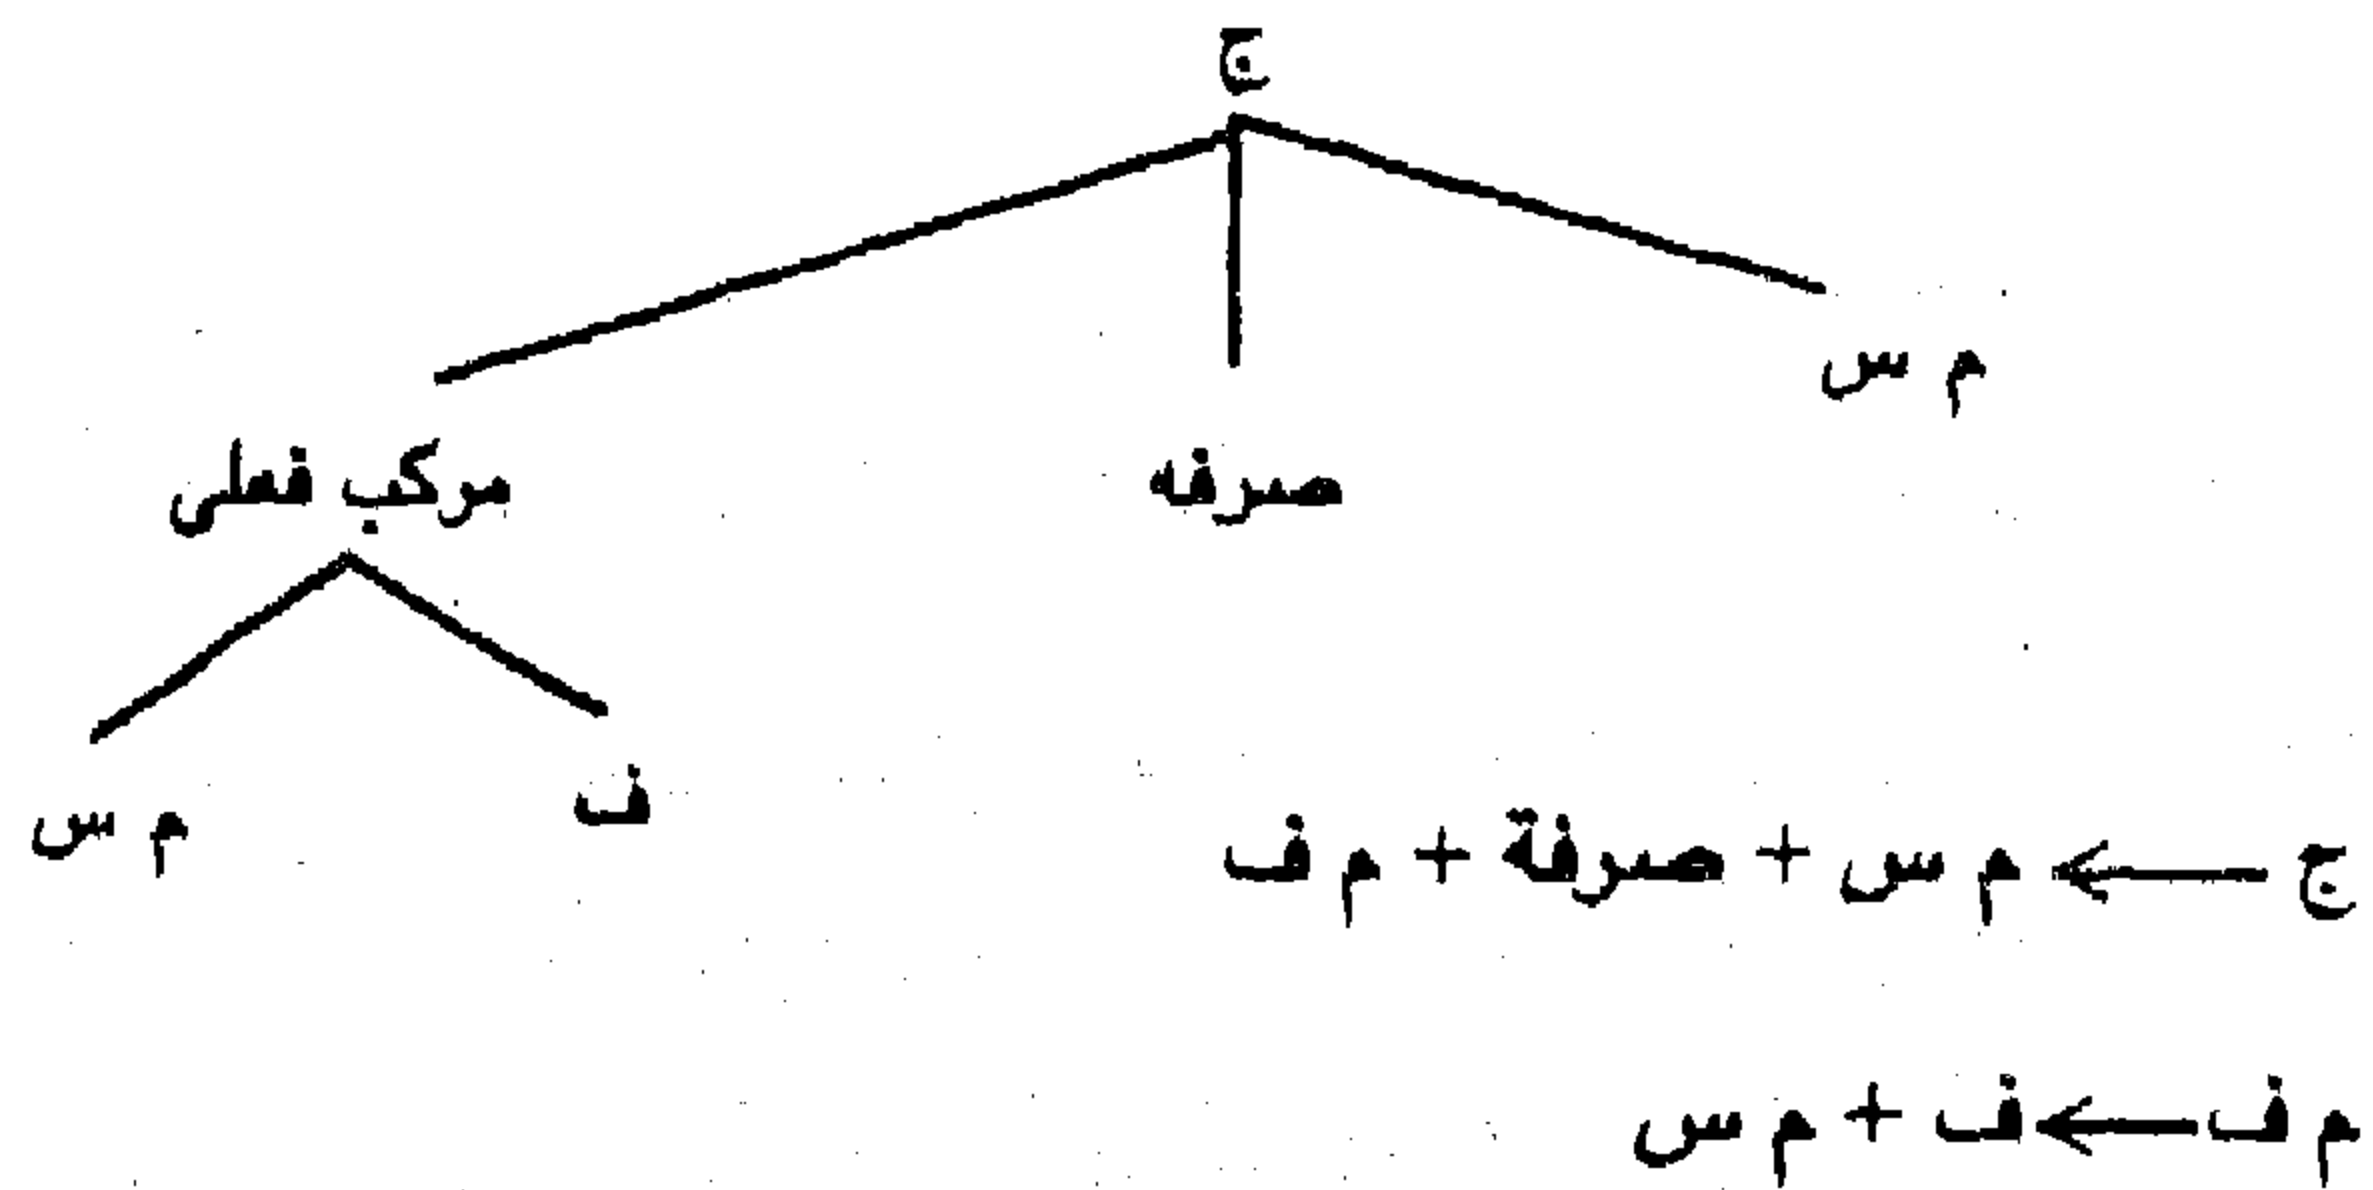 ج
م س
صرفه
مركب فعلى
ف
م س
ج ← م س + صرفة + م ف
م ف ← ف + م س